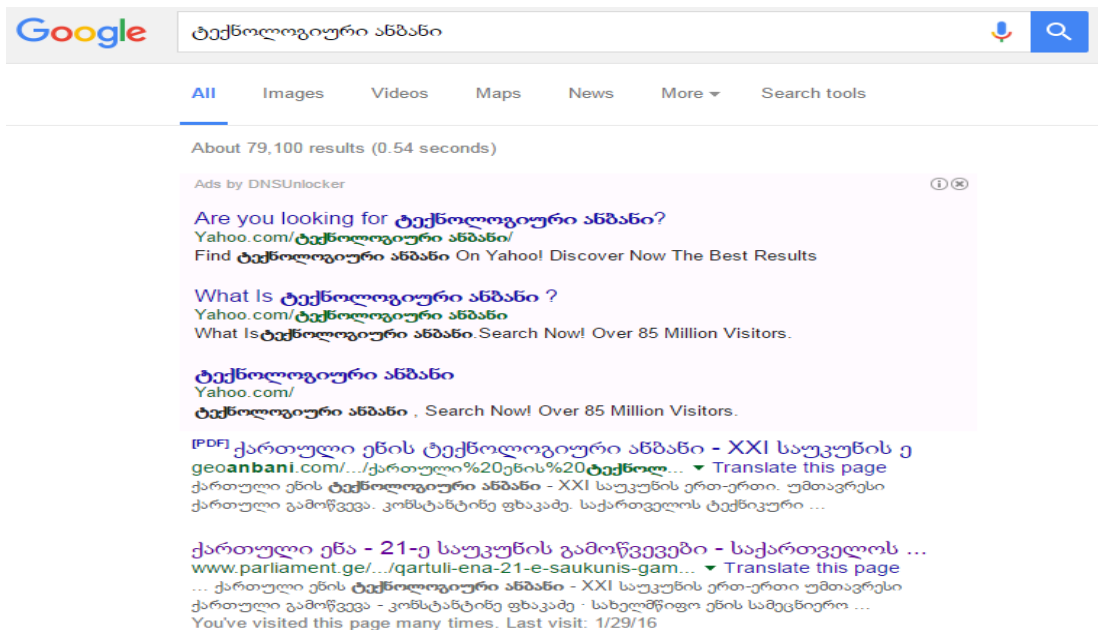 Google
ტექნოლოგიური ანბანი
All Images Videos Maps News More Search tools
About 79,100 results (0.54 seconds)
Ads by DNSUnlocker
Are you looking for ტექნოლოგიური ანბანი?
Yahoo.com/ტექნოლოგიური ანბანი/
Find ტექნოლოგიური ანბანი On Yahoo! Discover Now The Best Results
What Is ტექნოლოგიური ანბანი ?
Yahoo.com/ტექნოლოგიური ანბანი
What Isტექნოლოგიური ანბანი.Search Now! Over 85 Million Visitors.
ტექნოლოგიური ანბანი
Yahoo.com/
ტექნოლოგიური ანბანი , Search Now! Over 85 Million Visitors.
[PDF] ქართული ენის ტექნოლოგიური ანბანი - XXI საუკუნის ე
geoanbani.com/.../ქართული%20ენის%20ტექნოლ... Translate this page
ქართული ენის ტექნოლოგიური ანბანი - XXI საუკუნის ერთ-ერთი. უმთავრესი
ქართული გამოწვევა. კონსტანტინე ფხაკაძე. საქართველოს ტექნიკური ...
ქართული ენა - 21-ე საუკუნის გამოწვევები - საქართველოს ...
www.parliament.ge/.../qartuli-ena-21-e-saukunis-gam... Translate this page
... ქართული ენის ტექნოლოგიური ანბანი - XXI საუკუნის ერთ-ერთი უმთავრესი
ქართული გამოწვევა - კონსტანტინე ფხაკაძე · სახელმწიფო ენის სამეცნიერო ...
You've visited this page many times. Last visit: 1/29/16